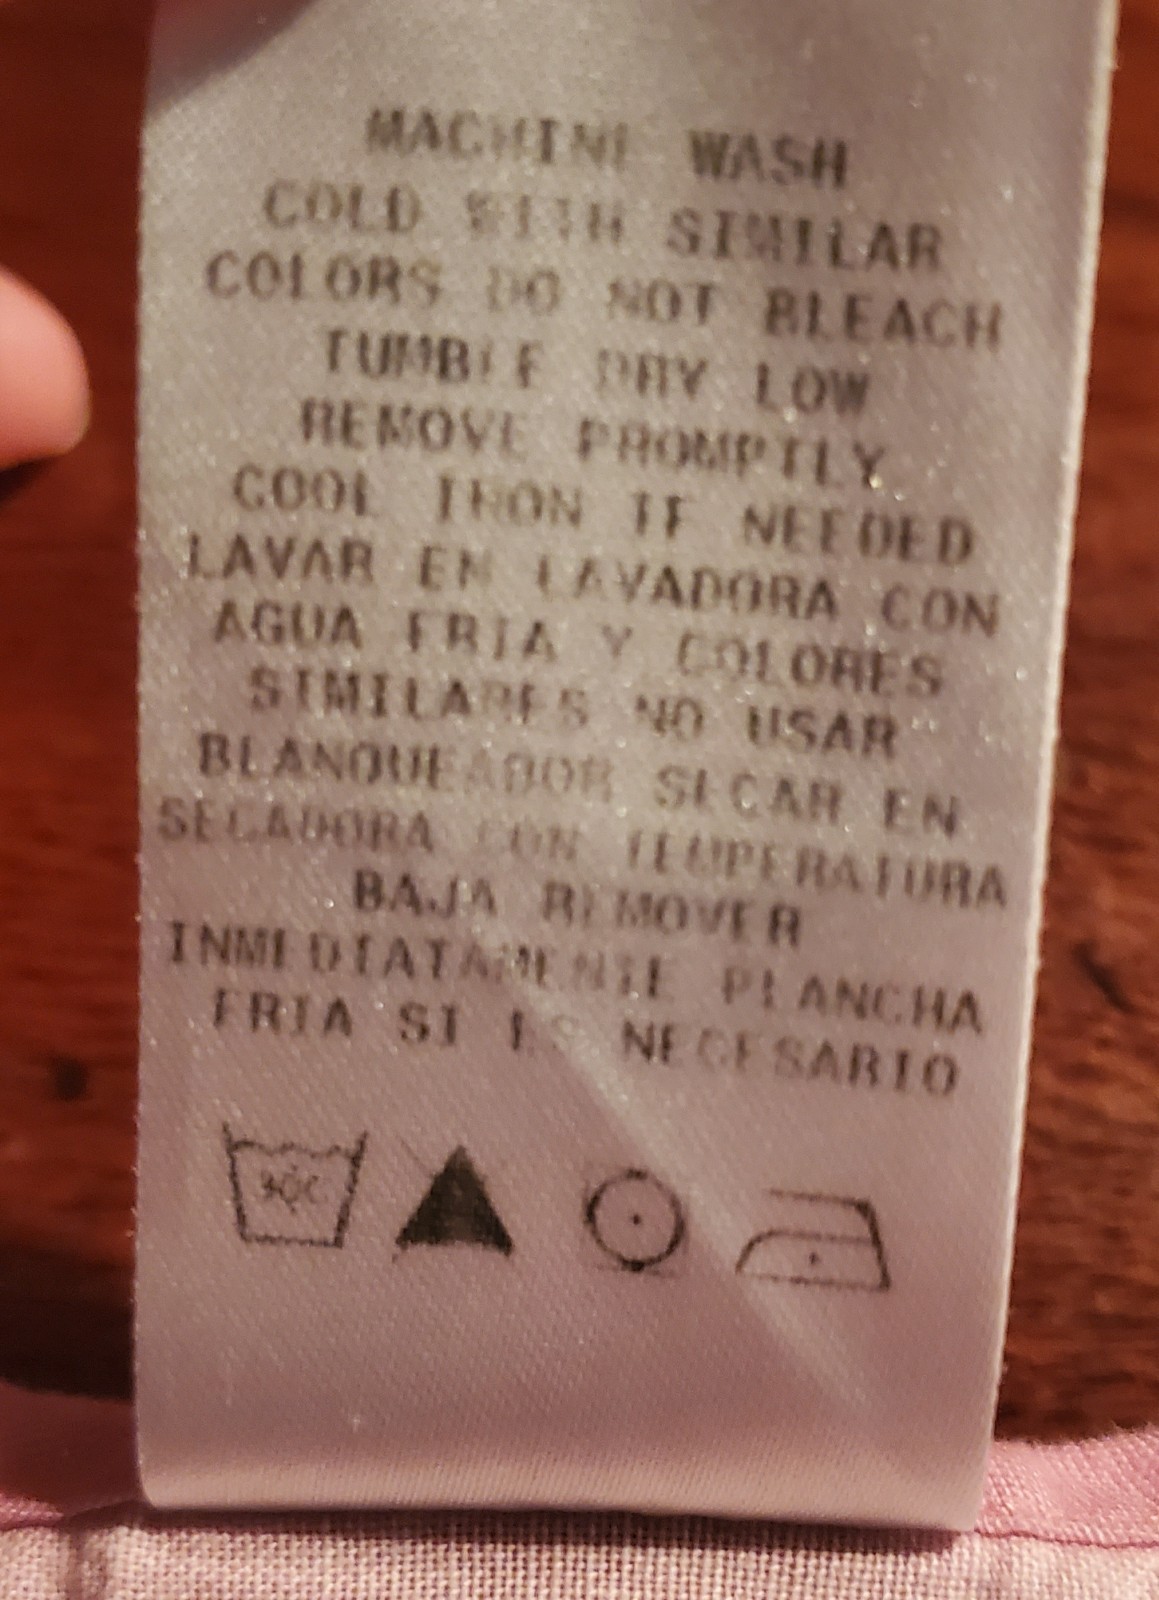 MACHINE WASH
COLD WITH SIMILAR
COLORS DO NOT BLEACH
TUMBLE DRY LOW
REMOVE PROMPTLY
COOL IRON IF NEEDED
LAVAR EN LAVADORA CON
AGUA FRIA Y COLORES
SIMILARES NO USAR
BLANQUEADOR SECAR EN
SECADORA CON TEMPERATURA
BAJA REMOVER
INMEDIATAMENTE PLANCHA
FRIA SI ES NECESARIO
30°C